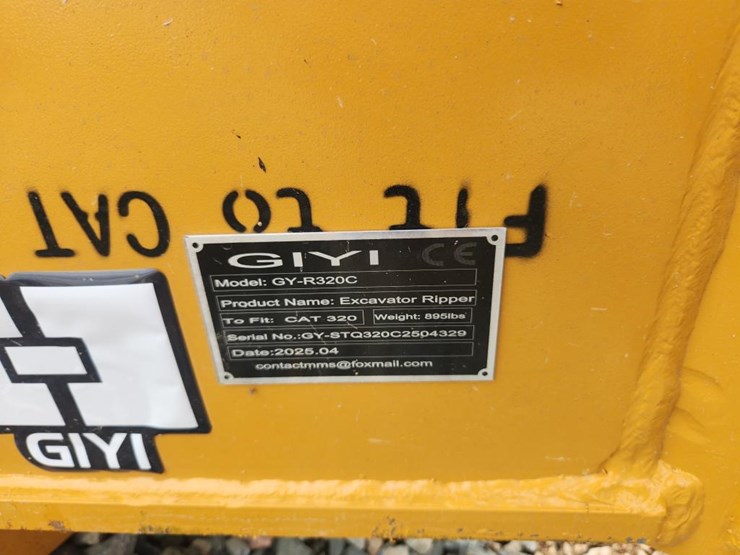 Fit to CAT
GIYI CE
Model: GY-R320C
Product Name: Excavator Ripper
To Fit: CAT 320 Weight: 895lbs
Serial No.:GY-STQ320C2504329
Date:2025.04
contactmms@foxmail.com
GIYI